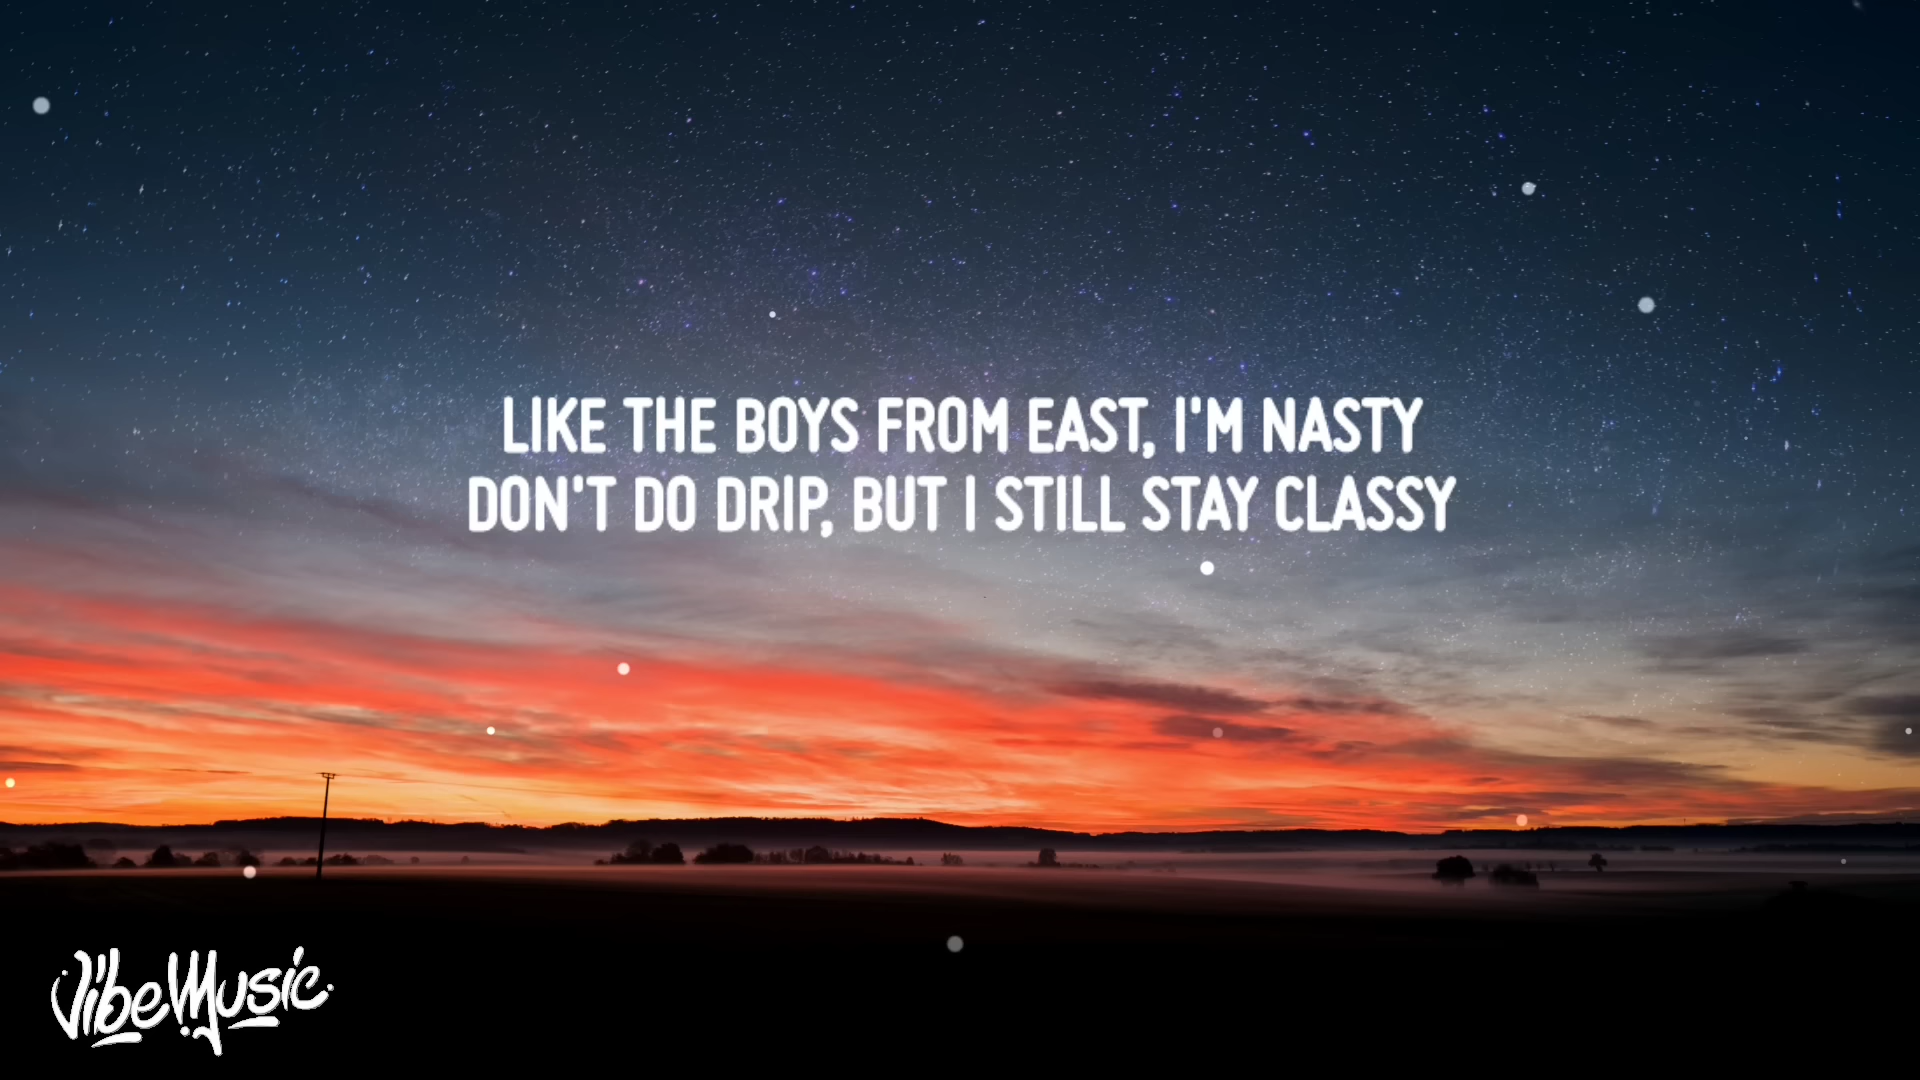 LIKE THE BOYS FROM EAST, I'M NASTY
DON'T DO DRIP, BUT I STILL STAY CLASSY
VibeMusic